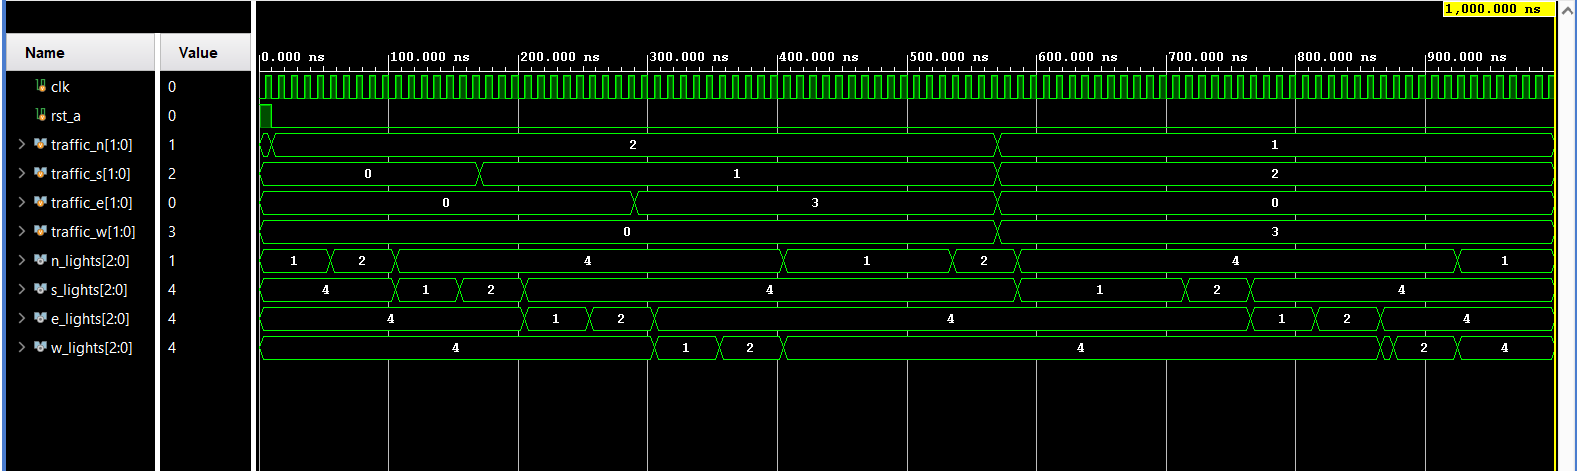 1,000.000 ns
Name Value 0.000 ns 100.000 ns 200.000 ns 300.000 ns 400.000 ns 500.000 ns 600.000 ns 700.000 ns 800.000 ns 900.000 ns
clk 0
rst_a 0
traffic_n[1:0] 1 2 1
traffic_s[1:0] 2 0 1 2
traffic_e[1:0] 0 0 3 0
traffic_w[1:0] 3 0 3
n_lights[2:0] 1 1 2 4 1 2 4 1
s_lights[2:0] 4 4 1 2 4 1 2 4
e_lights[2:0] 4 4 1 2 4 1 2 4
w_lights[2:0] 4 4 1 2 4 2 4